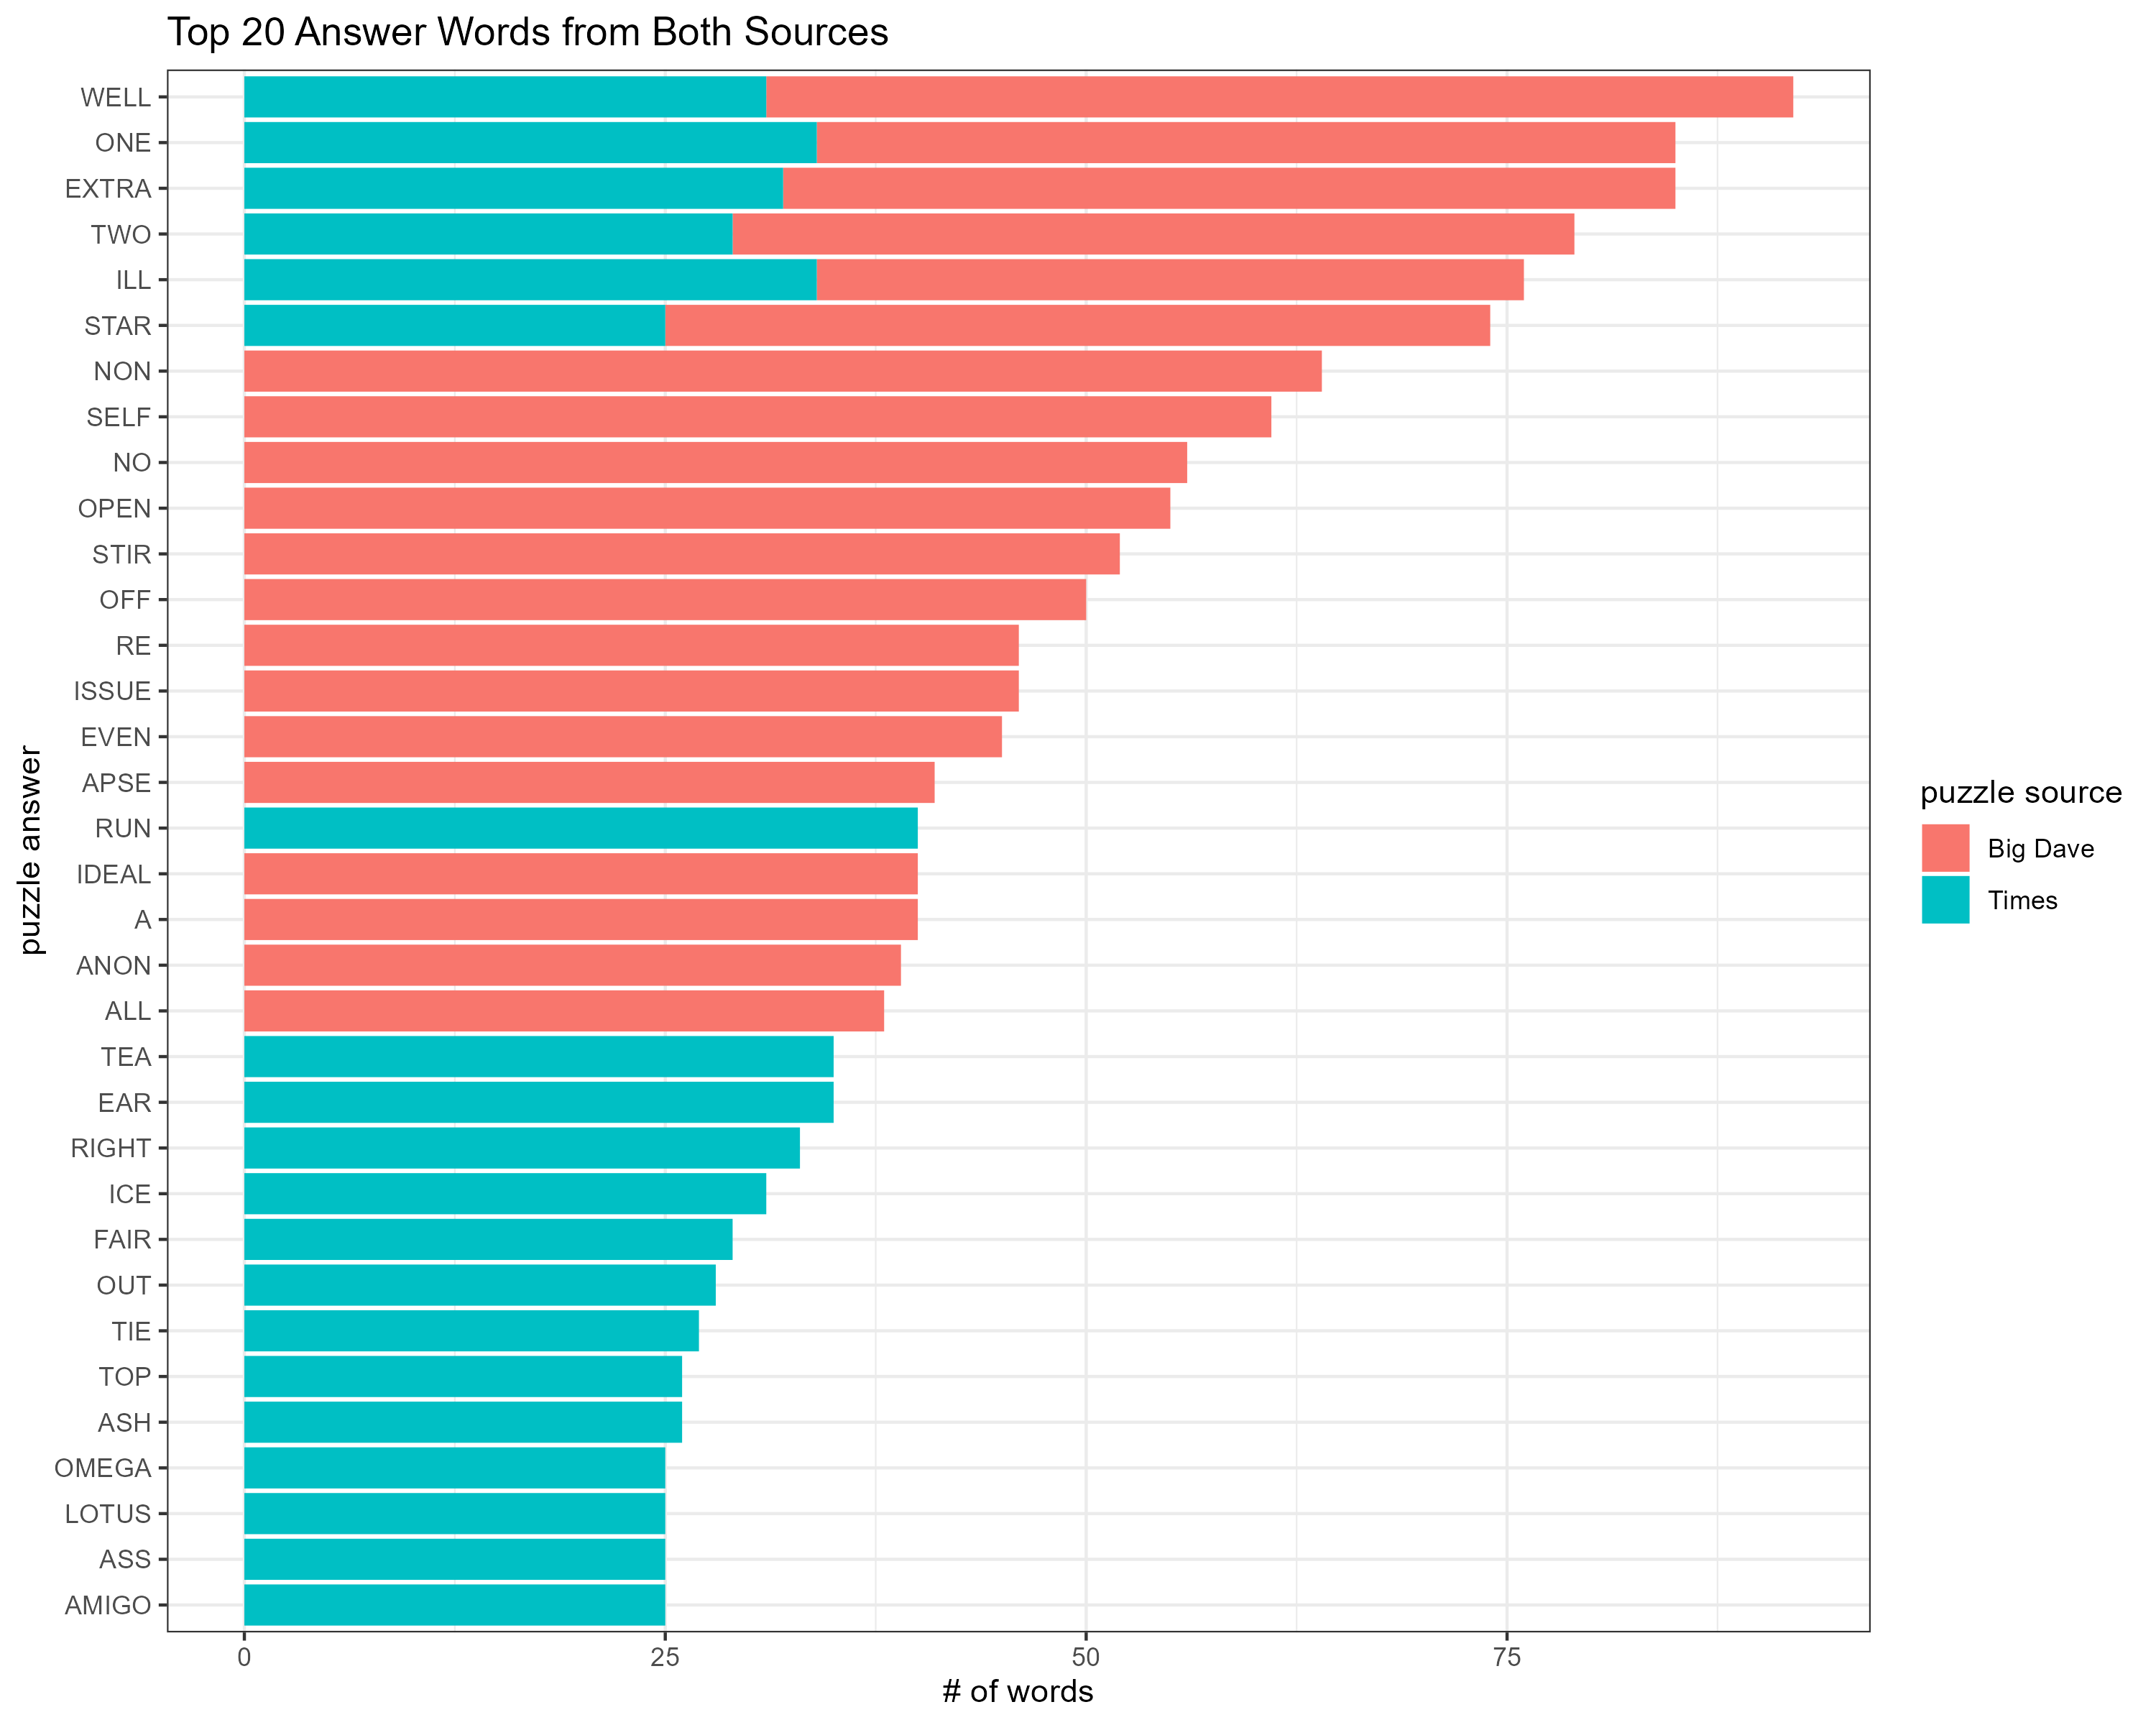 Top 20 Answer Words from Both Sources
WELL
ONE
EXTRA
TWO
ILL
STAR
NON
SELF
NO
OPEN
STIR
OFF
RE
ISSUE
EVEN
APSE
RUN
IDEAL
A
ANON
ALL
TEA
EAR
RIGHT
ICE
FAIR
OUT
TIE
TOP
ASH
OMEGA
LOTUS
ASS
AMIGO
puzzle answer
0 25 50 75
# of words
puzzle source
Big Dave
Times